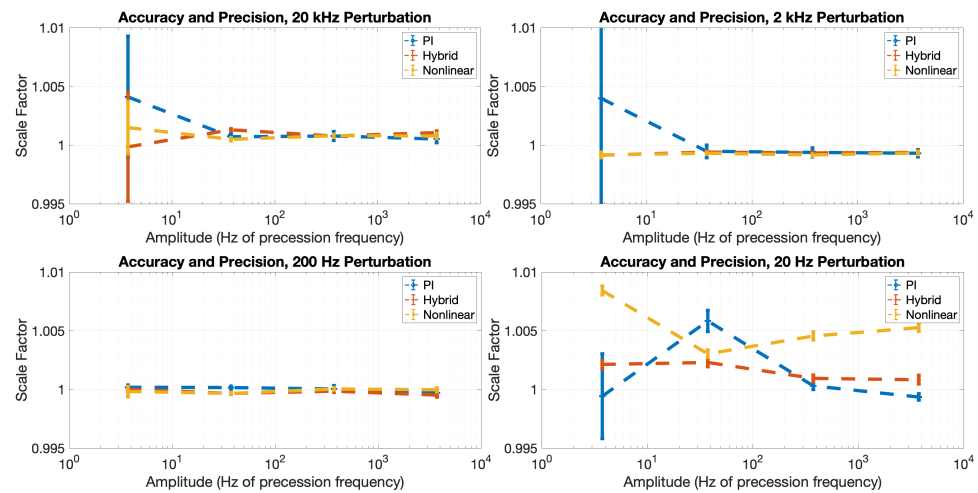 Accuracy and Precision, 20 kHz Perturbation
1.01
1.005
1
0.995
Scale Factor
PI
Hybrid
Nonlinear
10^0 10^1 10^2 10^3 10^4
Amplitude (Hz of precession frequency)
Accuracy and Precision, 2 kHz Perturbation
1.01
1.005
1
0.995
Scale Factor
PI
Hybrid
Nonlinear
10^0 10^1 10^2 10^3 10^4
Amplitude (Hz of precession frequency)
Accuracy and Precision, 200 Hz Perturbation
1.01
1.005
1
0.995
Scale Factor
PI
Hybrid
Nonlinear
10^0 10^1 10^2 10^3 10^4
Amplitude (Hz of precession frequency)
Accuracy and Precision, 20 Hz Perturbation
1.01
1.005
1
0.995
Scale Factor
PI
Hybrid
Nonlinear
10^0 10^1 10^2 10^3 10^4
Amplitude (Hz of precession frequency)